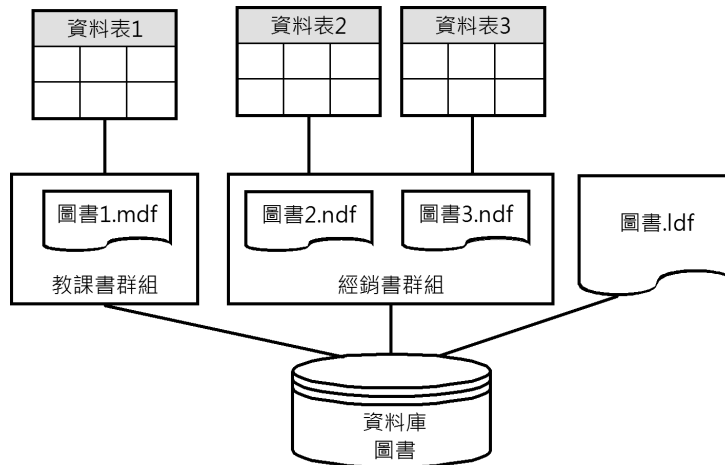 資料表1
資料表2
資料表3
圖書1.mdf
圖書2.ndf
圖書3.ndf
圖書.ldf
教課書群組
經銷書群組
資料庫
圖書